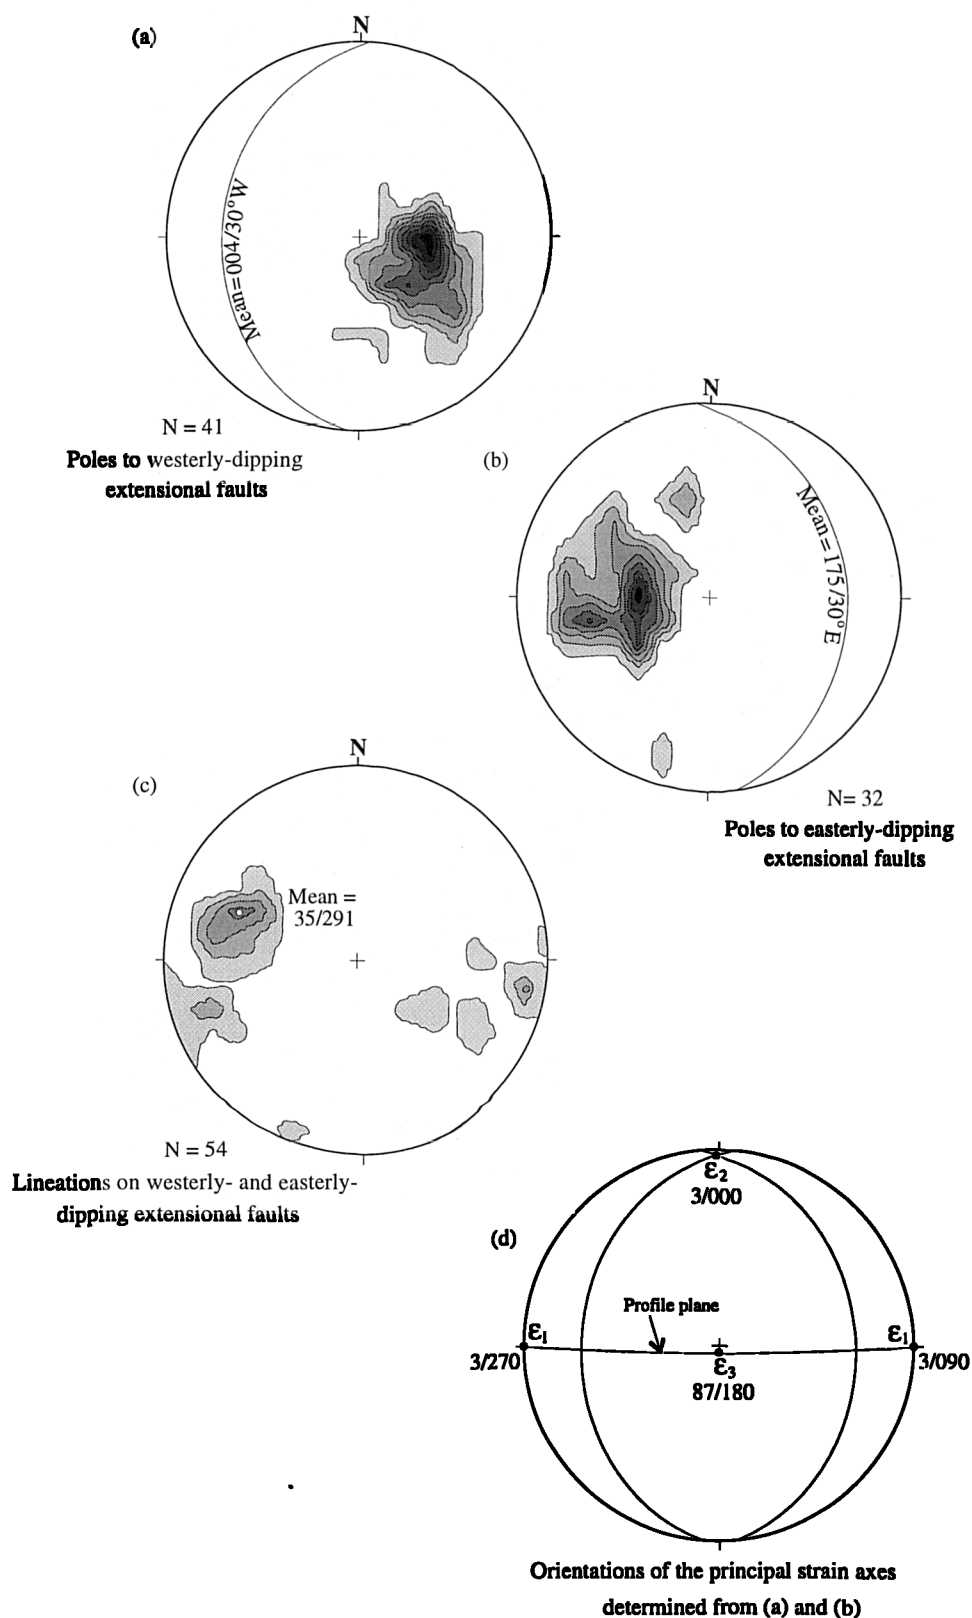 (a)
N
Mean=004/30°W
N = 41
Poles to westerly-dipping
extensional faults
(b)
N
Mean=175/30°E
N= 32
Poles to easterly-dipping
extensional faults
(c)
N
Mean =
35/291
N = 54
Lineations on westerly- and easterly-
dipping extensional faults
(d)
ε2
3/000
Profile plane
ε1
ε1
3/270
3/090
ε3
87/180
Orientations of the principal strain axes
determined from (a) and (b)